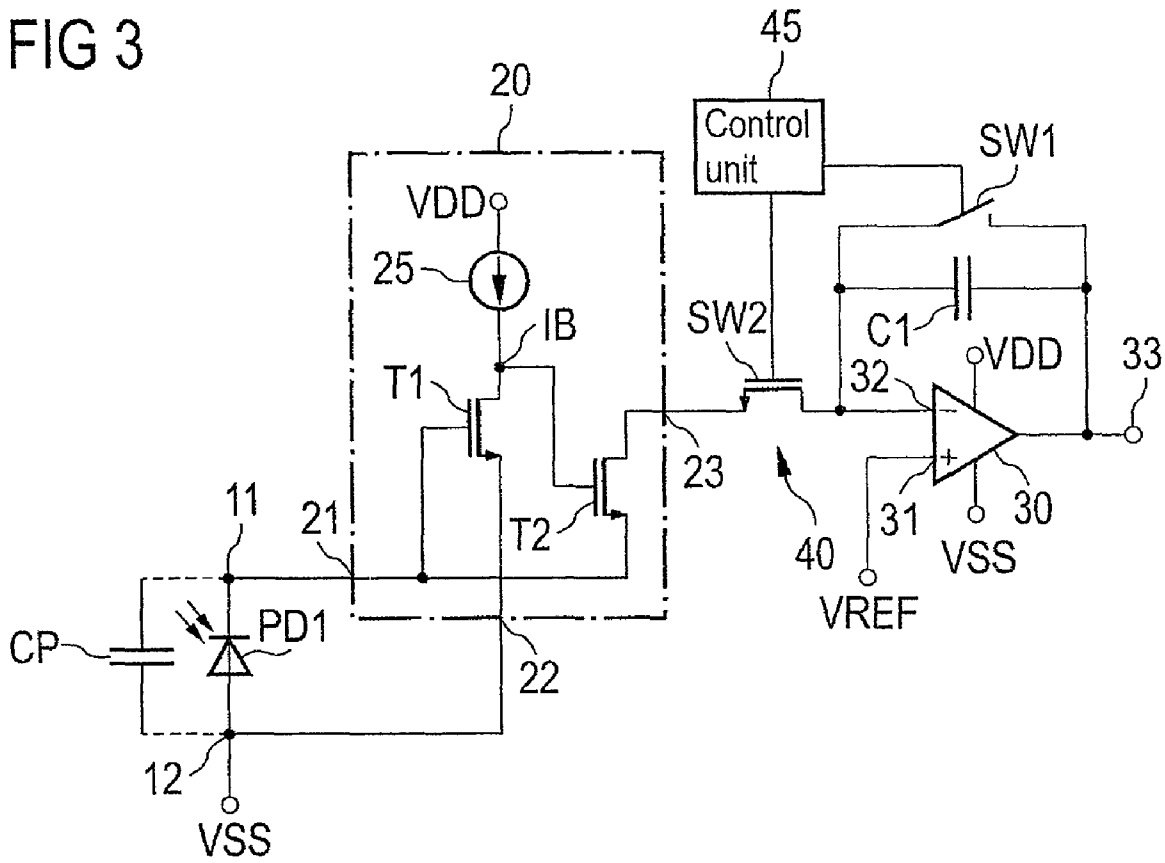 FIG 3
45
20
Control
unit
SW1
VDD
25
IB
SW2
C1
T1
VDD
33
32
23
T2
31
30
11
21
40
VSS
VREF
CP
PD1
22
12
VSS